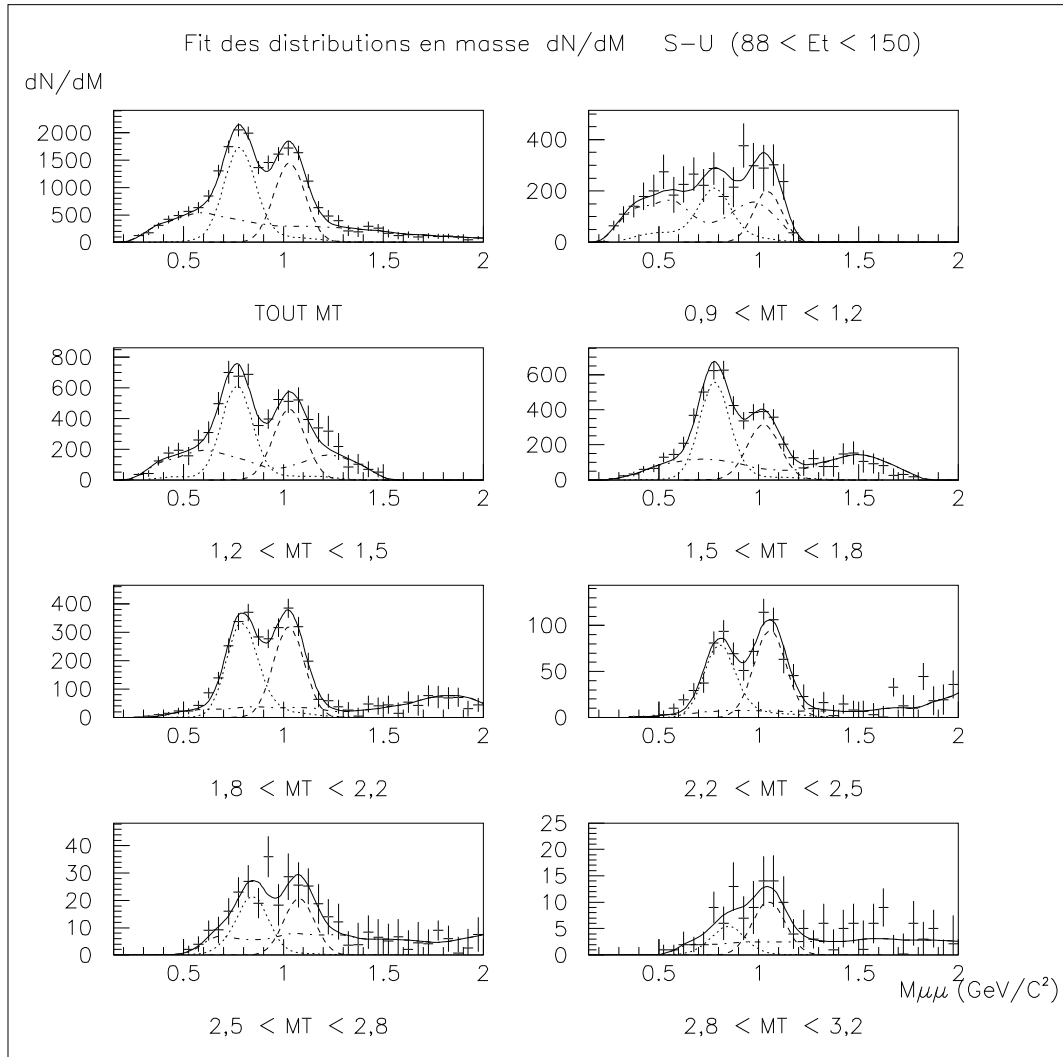 Fit des distributions en masse dN/dM S-U (88 < Et < 150)
dN/dM
2000
1500
1000
500
0
0.5 1 1.5 2
TOUT MT
400
200
0
0.5 1 1.5 2
0,9 < MT < 1,2
800
600
400
200
0
0.5 1 1.5 2
1,2 < MT < 1,5
600
400
200
0
0.5 1 1.5 2
1,5 < MT < 1,8
400
300
200
100
0
0.5 1 1.5 2
1,8 < MT < 2,2
100
50
0
0.5 1 1.5 2
2,2 < MT < 2,5
40
30
20
10
0
0.5 1 1.5 2
2,5 < MT < 2,8
25
20
15
10
5
0
0.5 1 1.5 2
Mμμ (GeV/C²)
2,8 < MT < 3,2